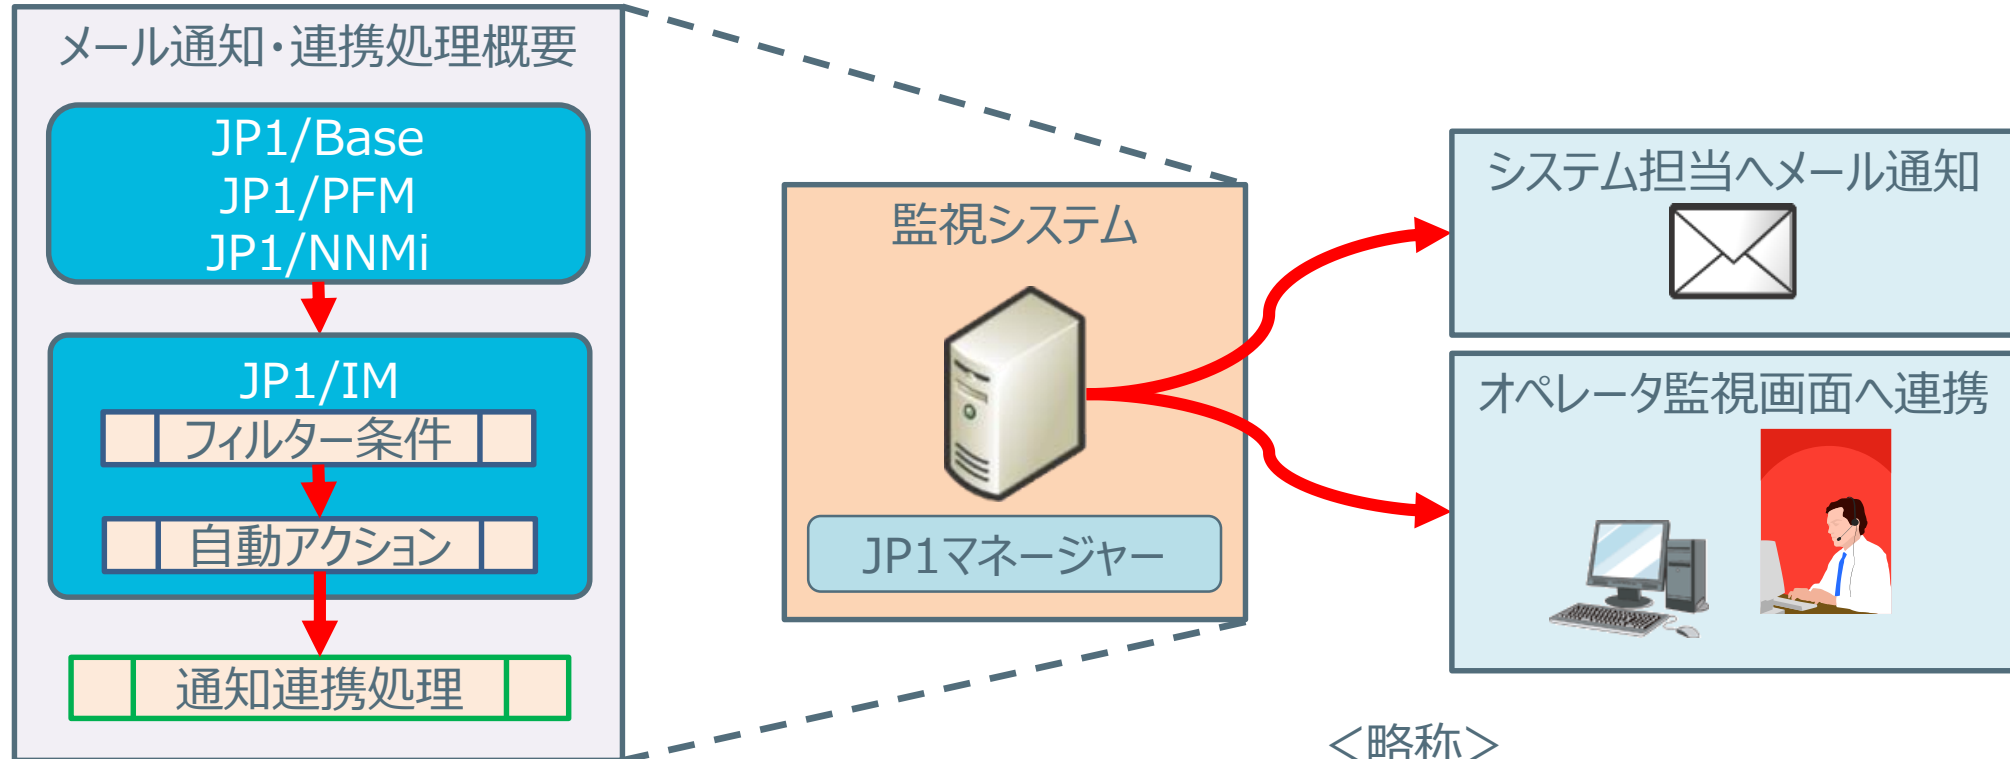 メール通知・連携処理概要
JP1/Base
JP1/PFM
JP1/NNMi
JP1/IM
フィルター条件
自動アクション
通知連携処理
監視システム
JP1マネージャー
システム担当へメール通知
オペレータ監視画面へ連携
＜略称＞